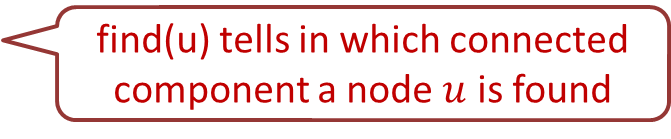 find(u) tells in which connected
component a node u is found